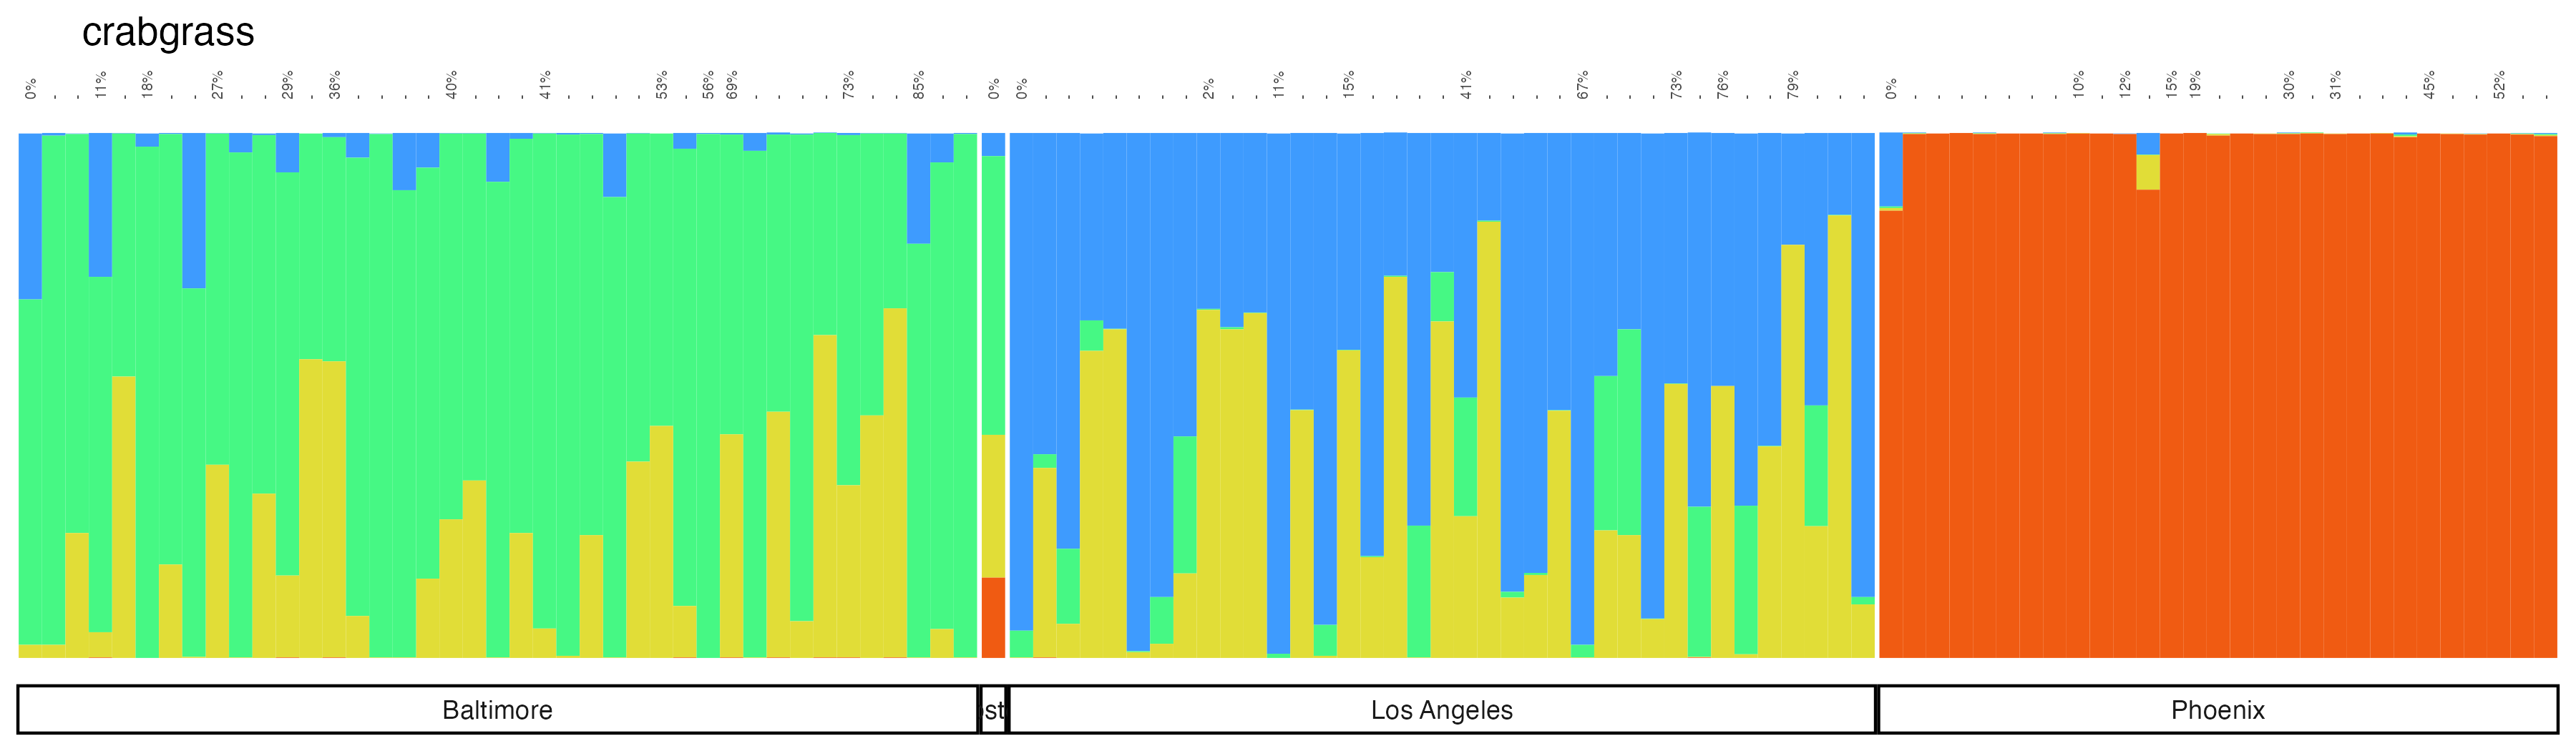 crabgrass
0% - - 11% - 18% - - 27% - - 29% - 36% - - - - 40% - - - 41% - - - - 53% - 56% 69% - - - - 73% - - 85% - - 0% 0% - - - - - - - 2% - - 11% - - 15% - - - - 41% - - - - 67% - - - 73% - 76% - - 79% - - - 0% - - - - - - - 10% - 12% - 15% 19% - - - 30% - 31% - - - 45% - - 52% - -
Baltimore st Los Angeles Phoenix